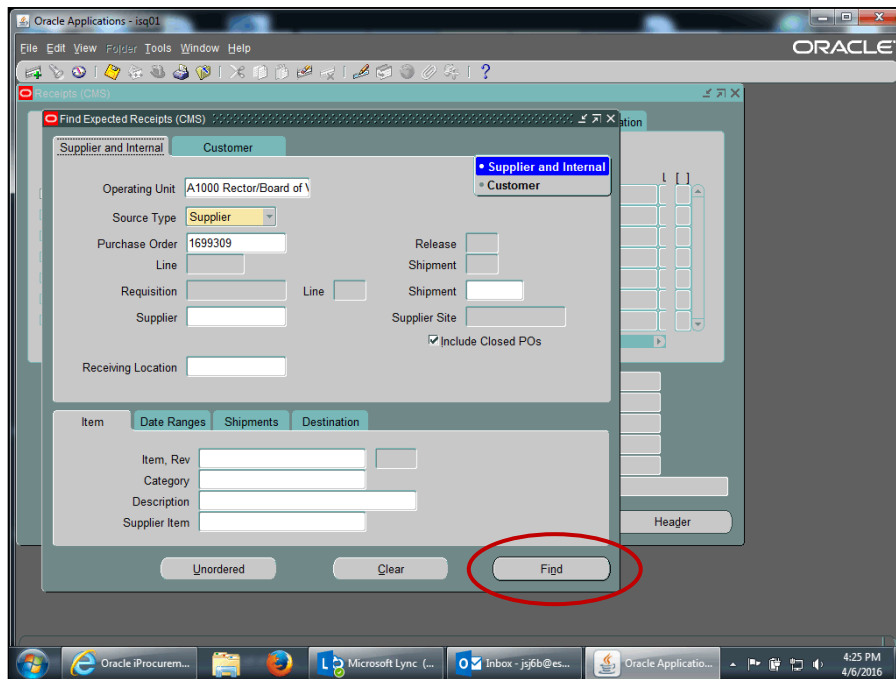 Oracle Applications - isq01
File Edit View Folder Tools Window Help
ORACLE
Receipts (CMS)
Find Expected Receipts (CMS)
ation
Supplier and Internal Customer
• Supplier and Internal
• Customer
Operating Unit A1000 Rector/Board of V
Source Type Supplier
Purchase Order 1699309 Release
Line Shipment
Requisition Line Shipment
Supplier Supplier Site
Include Closed POs
Receiving Location
Item Date Ranges Shipments Destination
Item, Rev
Category
Description
Supplier Item
Header
Unordered Clear Find
Oracle iProcurem... Microsoft Lync (... Inbox - jsj6b@es... Oracle Applicatio... 4:25 PM
4/6/2016